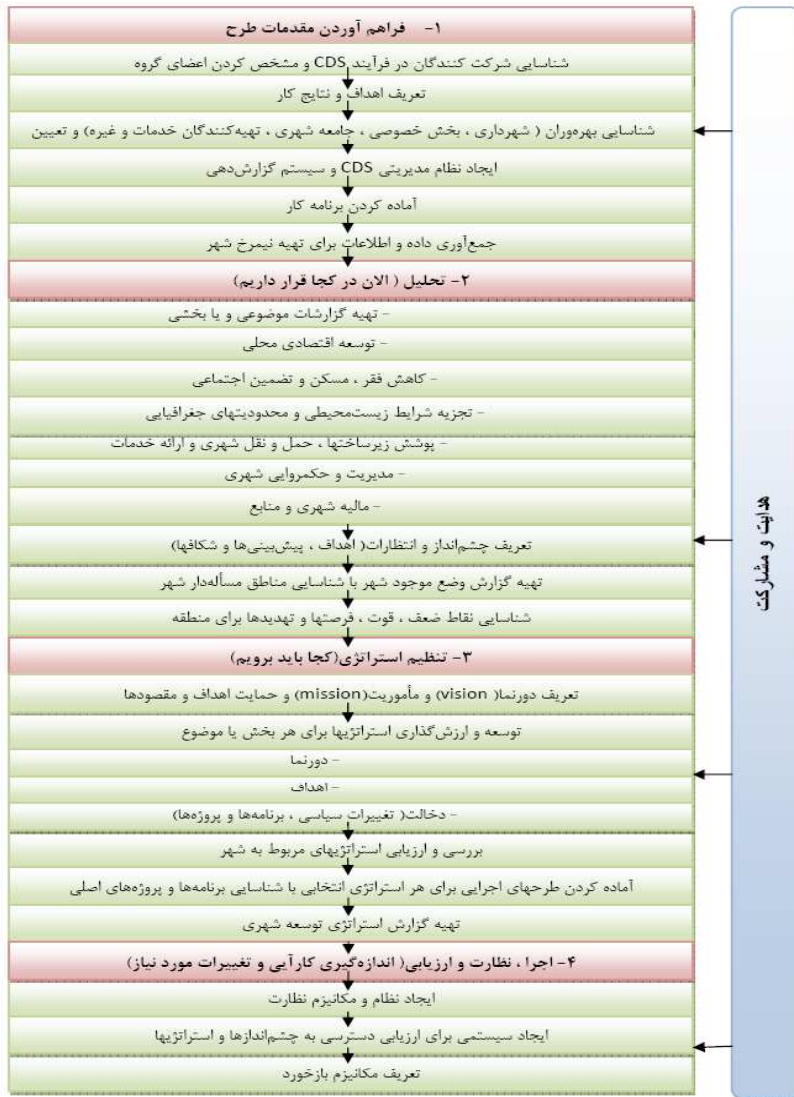 ۱- فراهم آوردن مقدمات طرح
شناسایی شرکت کنندگان در فرآیند CDS و مشخص کردن اعضای گروه
تعریف اهداف و نتایج کار
شناسایی بهره‌وران ( شهرداری ، بخش خصوصی ، جامعه شهری ، تهیه‌کنندگان خدمات و غیره) و تعیین
ایجاد نظام مدیریتی CDS و سیستم گزارش‌دهی
آماده کردن برنامه کار
جمع‌آوری داده و اطلاعات برای تهیه نیمرخ شهر
۲- تحلیل ( الان در کجا قرار داریم)
- تهیه گزارشات موضوعی و یا بخشی
- توسعه اقتصادی محلی
- کاهش فقر ، مسکن و تضمین اجتماعی
- تجزیه شرایط زیست‌محیطی و محدودیتهای جغرافیایی
- پوشش زیرساختها ، حمل و نقل شهری و ارائه خدمات
- مدیریت و حکمروایی شهری
- مالیه شهری و منابع
تعریف چشم‌انداز و انتظارات( اهداف ، پیش‌بینی‌ها و شکافها)
تهیه گزارش وضع موجود شهر با شناسایی مناطق مسأله‌دار شهر
شناسایی نقاط ضعف ، قوت ، فرصتها و تهدیدها برای منطقه
۳- تنظیم استراتژی(کجا باید برویم)
تعریف دورنما( vision) و مأموریت(mission) و حمایت اهداف و مقصودها
توسعه و ارزش‌گذاری استراتژیها برای هر بخش یا موضوع
- دورنما
- اهداف
- دخالت( تغییرات سیاسی ، برنامه‌ها و پروژه‌ها)
بررسی و ارزیابی استراتژیهای مربوط به شهر
آماده کردن طرحهای اجرایی برای هر استراتژی انتخابی با شناسایی برنامه‌ها و پروژه‌های اصلی
تهیه گزارش استراتژی توسعه شهری
۴- اجرا ، نظارت و ارزیابی( اندازه‌گیری کارآیی و تغییرات مورد نیاز)
ایجاد نظام و مکانیزم نظارت
ایجاد سیستمی برای ارزیابی دسترسی به چشم‌اندازها و استراتژیها
تعریف مکانیزم بازخورد
هدایت و مشارکت